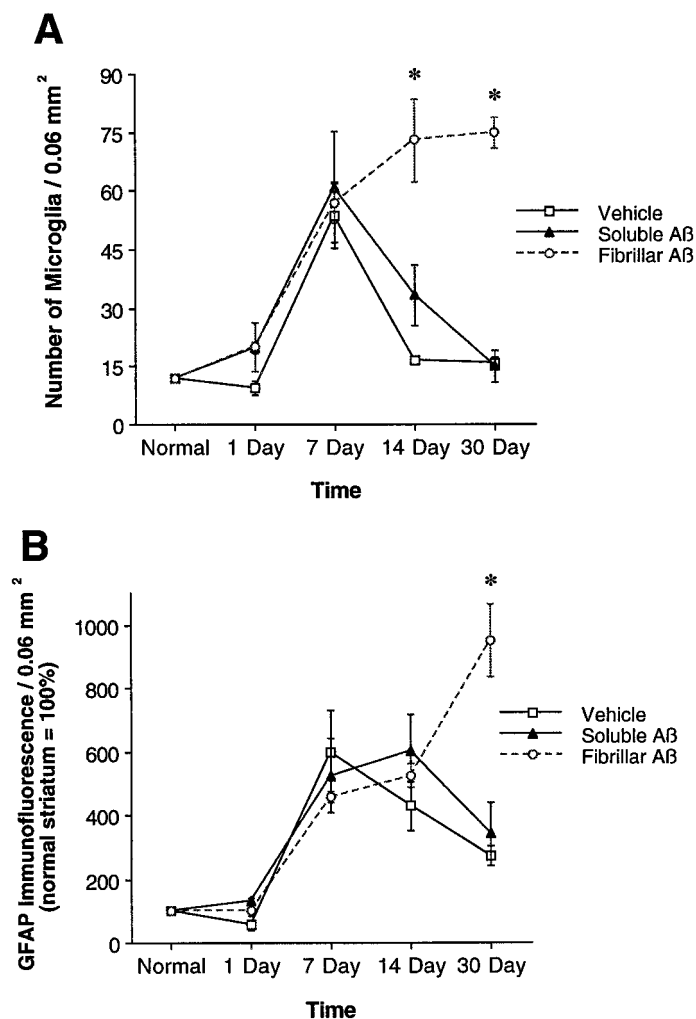 A
Number of Microglia / 0.06 mm 2
90
75
60
45
30
15
0
* *
Vehicle
Soluble Aß
Fibrillar Aß
Normal 1 Day 7 Day 14 Day 30 Day
Time
B
GFAP Immunofluorescence / 0.06 mm 2
(normal striatum = 100%)
1000
800
600
400
200
0
*
Vehicle
Soluble Aß
Fibrillar Aß
Normal 1 Day 7 Day 14 Day 30 Day
Time